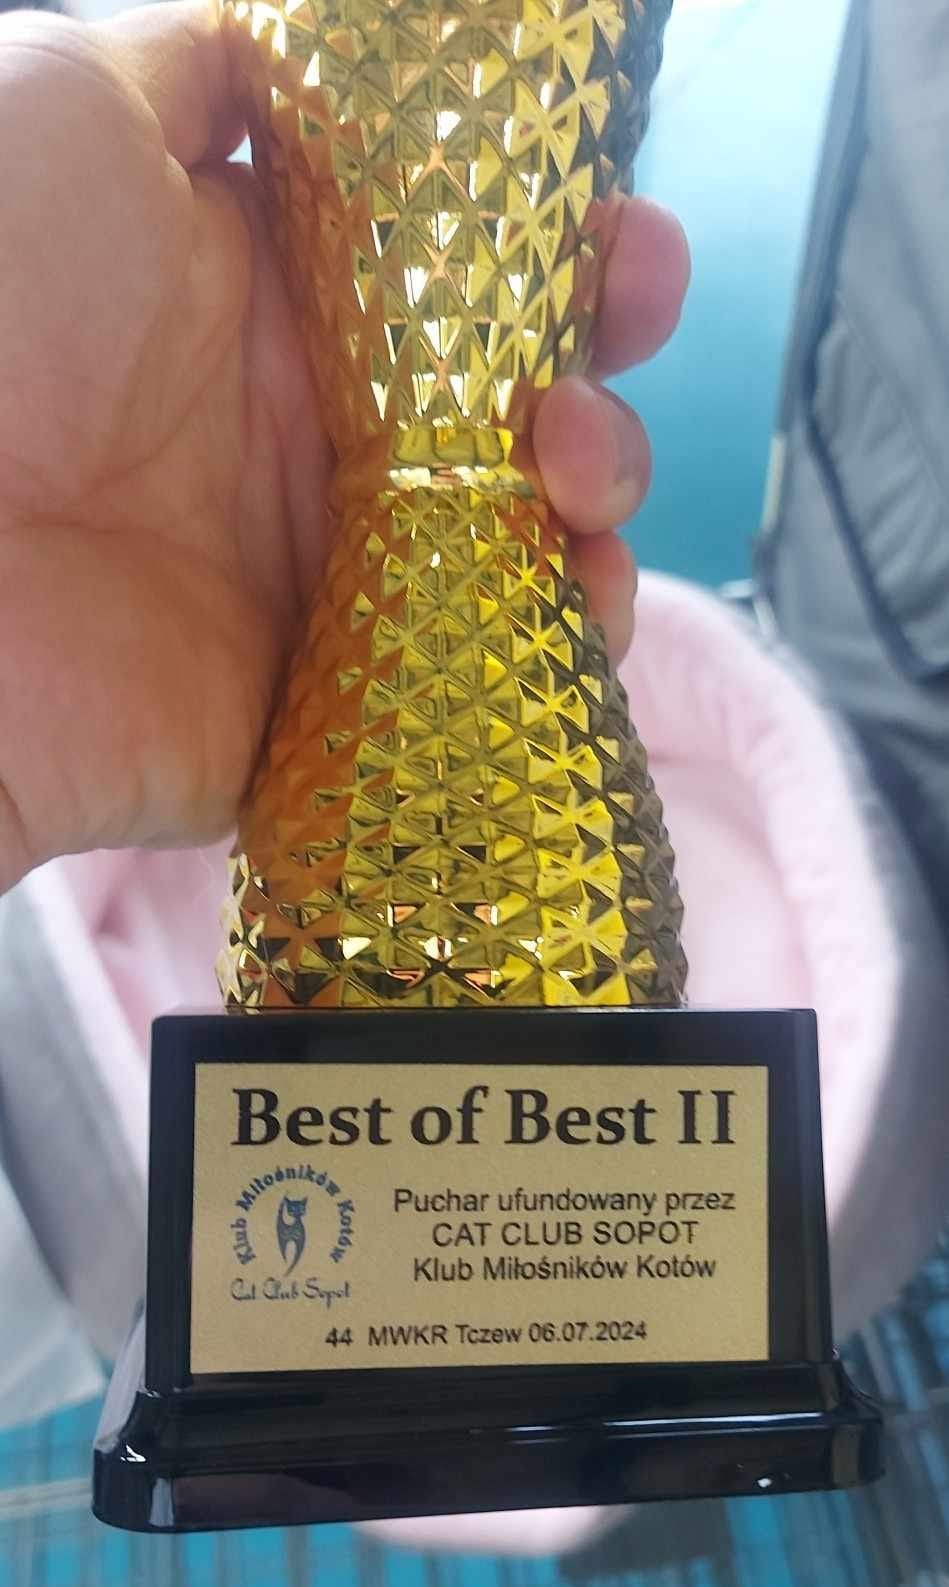 Best of Best II
Klub Miłośników Kotów
Cat Club Sopot
Puchar ufundowany przez
CAT CLUB SOPOT
Klub Miłośników Kotów
44 MWKR Tczew 06.07.2024